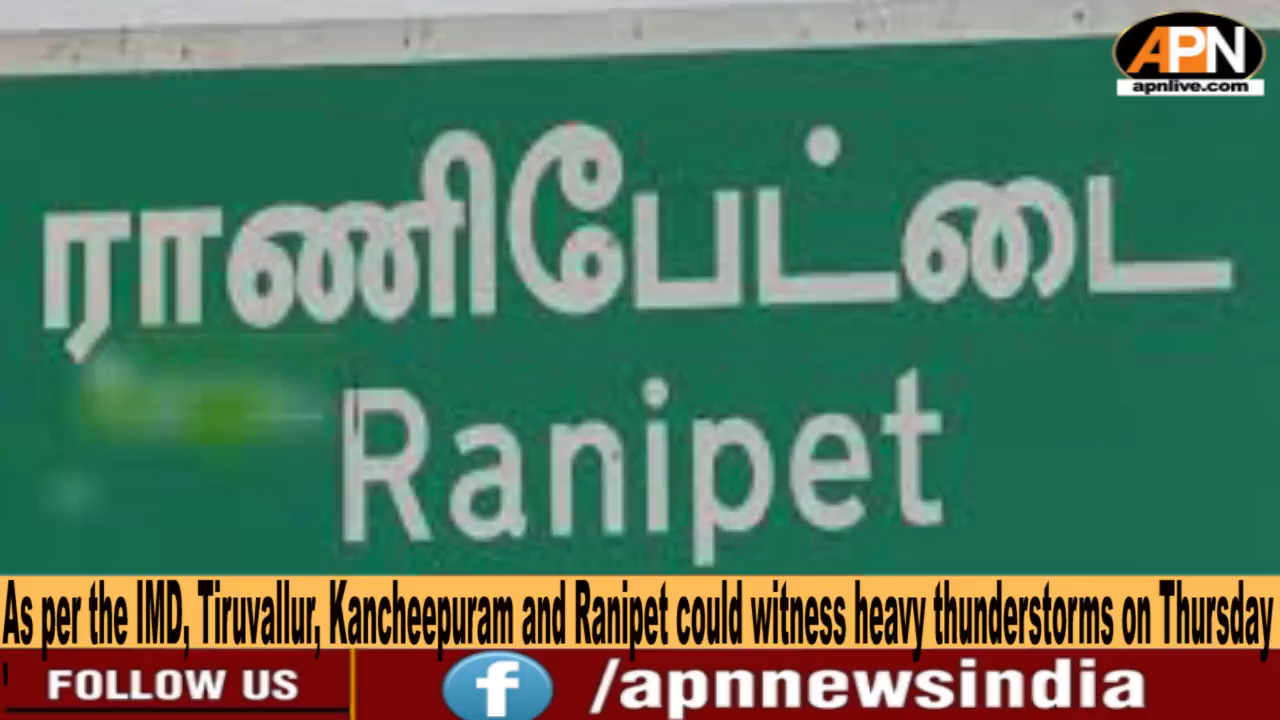 APN
apnlive.com
ராணிபேட்டை
Ranipet
As per the IMD, Tiruvallur, Kancheepuram and Ranipet could witness heavy thunderstorms on Thursday
'
FOLLOW US
f /apnnewsindia